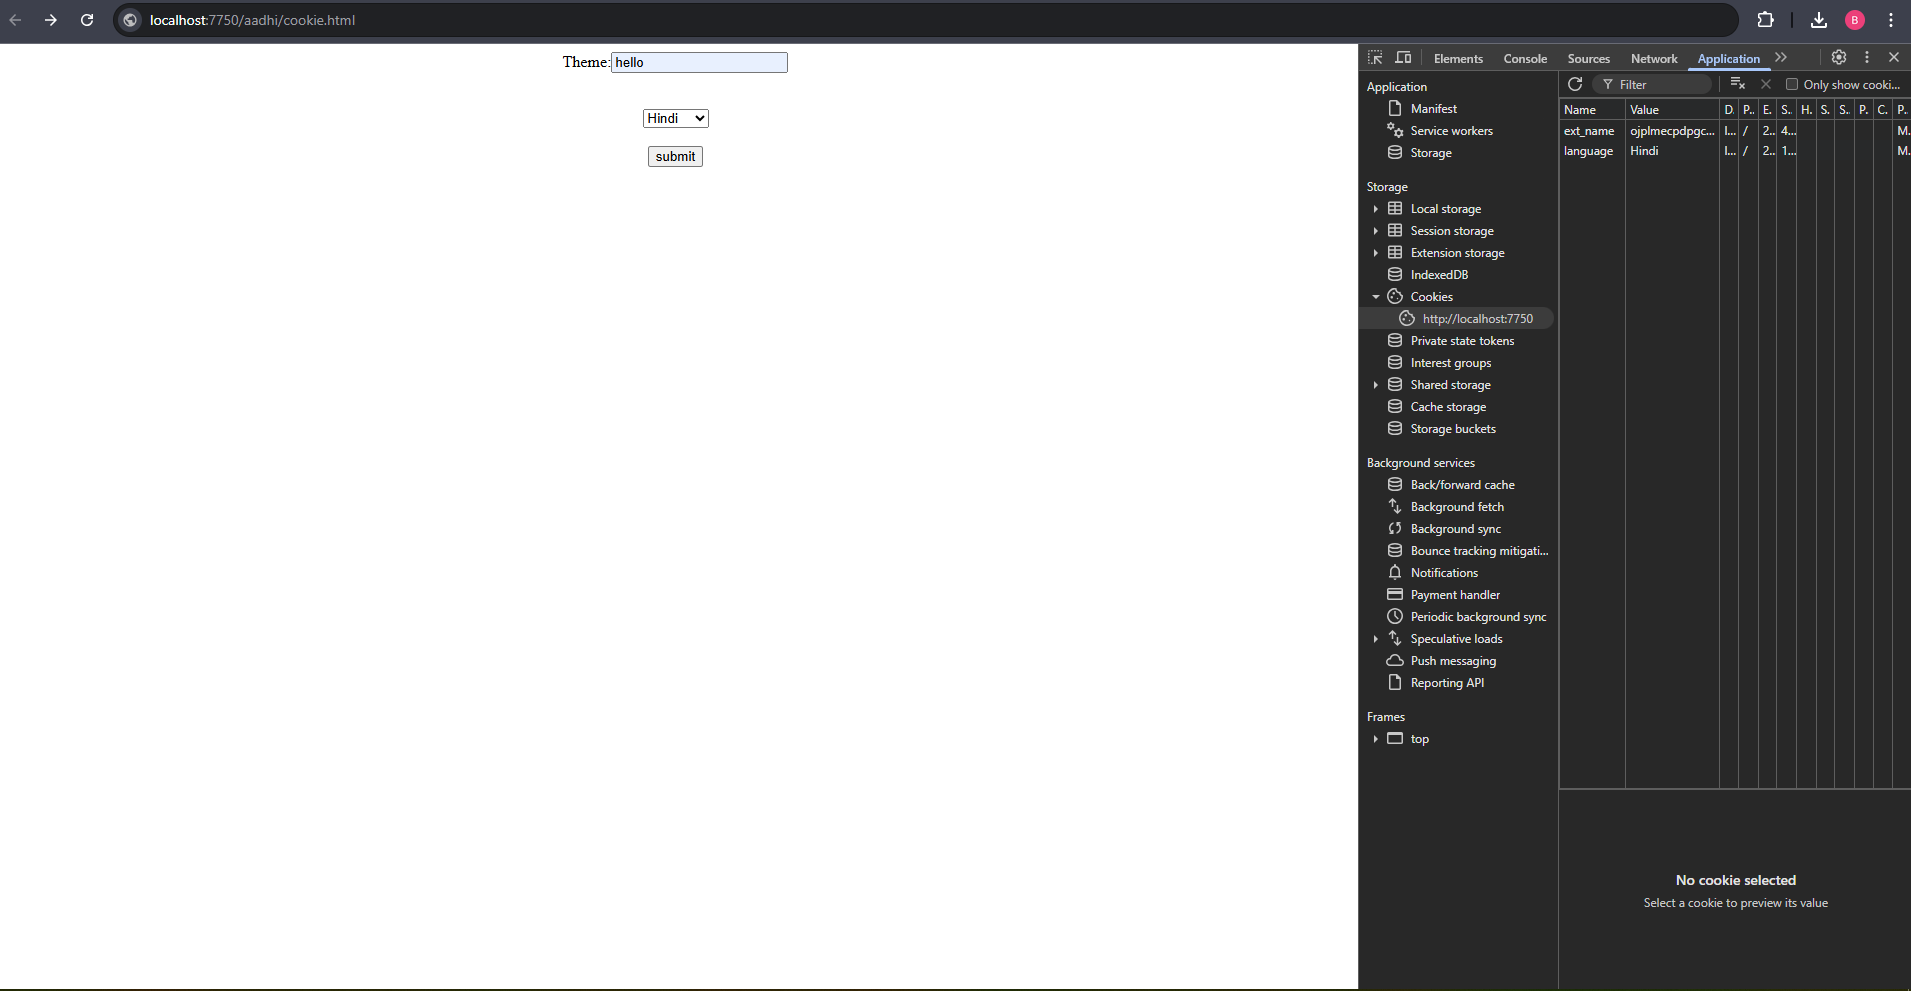 localhost:7750/aadhi/cookie.html
B
Theme: hello
Hindi
submit
Elements Console Sources Network Application
Filter
Only show cooki...
Application
Manifest
Service workers
Storage
Storage
Local storage
Session storage
Extension storage
IndexedDB
Cookies
http://localhost:7750
Private state tokens
Interest groups
Shared storage
Cache storage
Storage buckets
Background services
Back/forward cache
Background fetch
Background sync
Bounce tracking mitigati...
Notifications
Payment handler
Periodic background sync
Speculative loads
Push messaging
Reporting API
Frames
top
Name Value D. P.. E. S.. H. S. S.. P. C. P.
ext_name ojplmecpdpgc... l... / 2.. 4... M.
language Hindi l... / 2.. 1... M.
No cookie selected
Select a cookie to preview its value